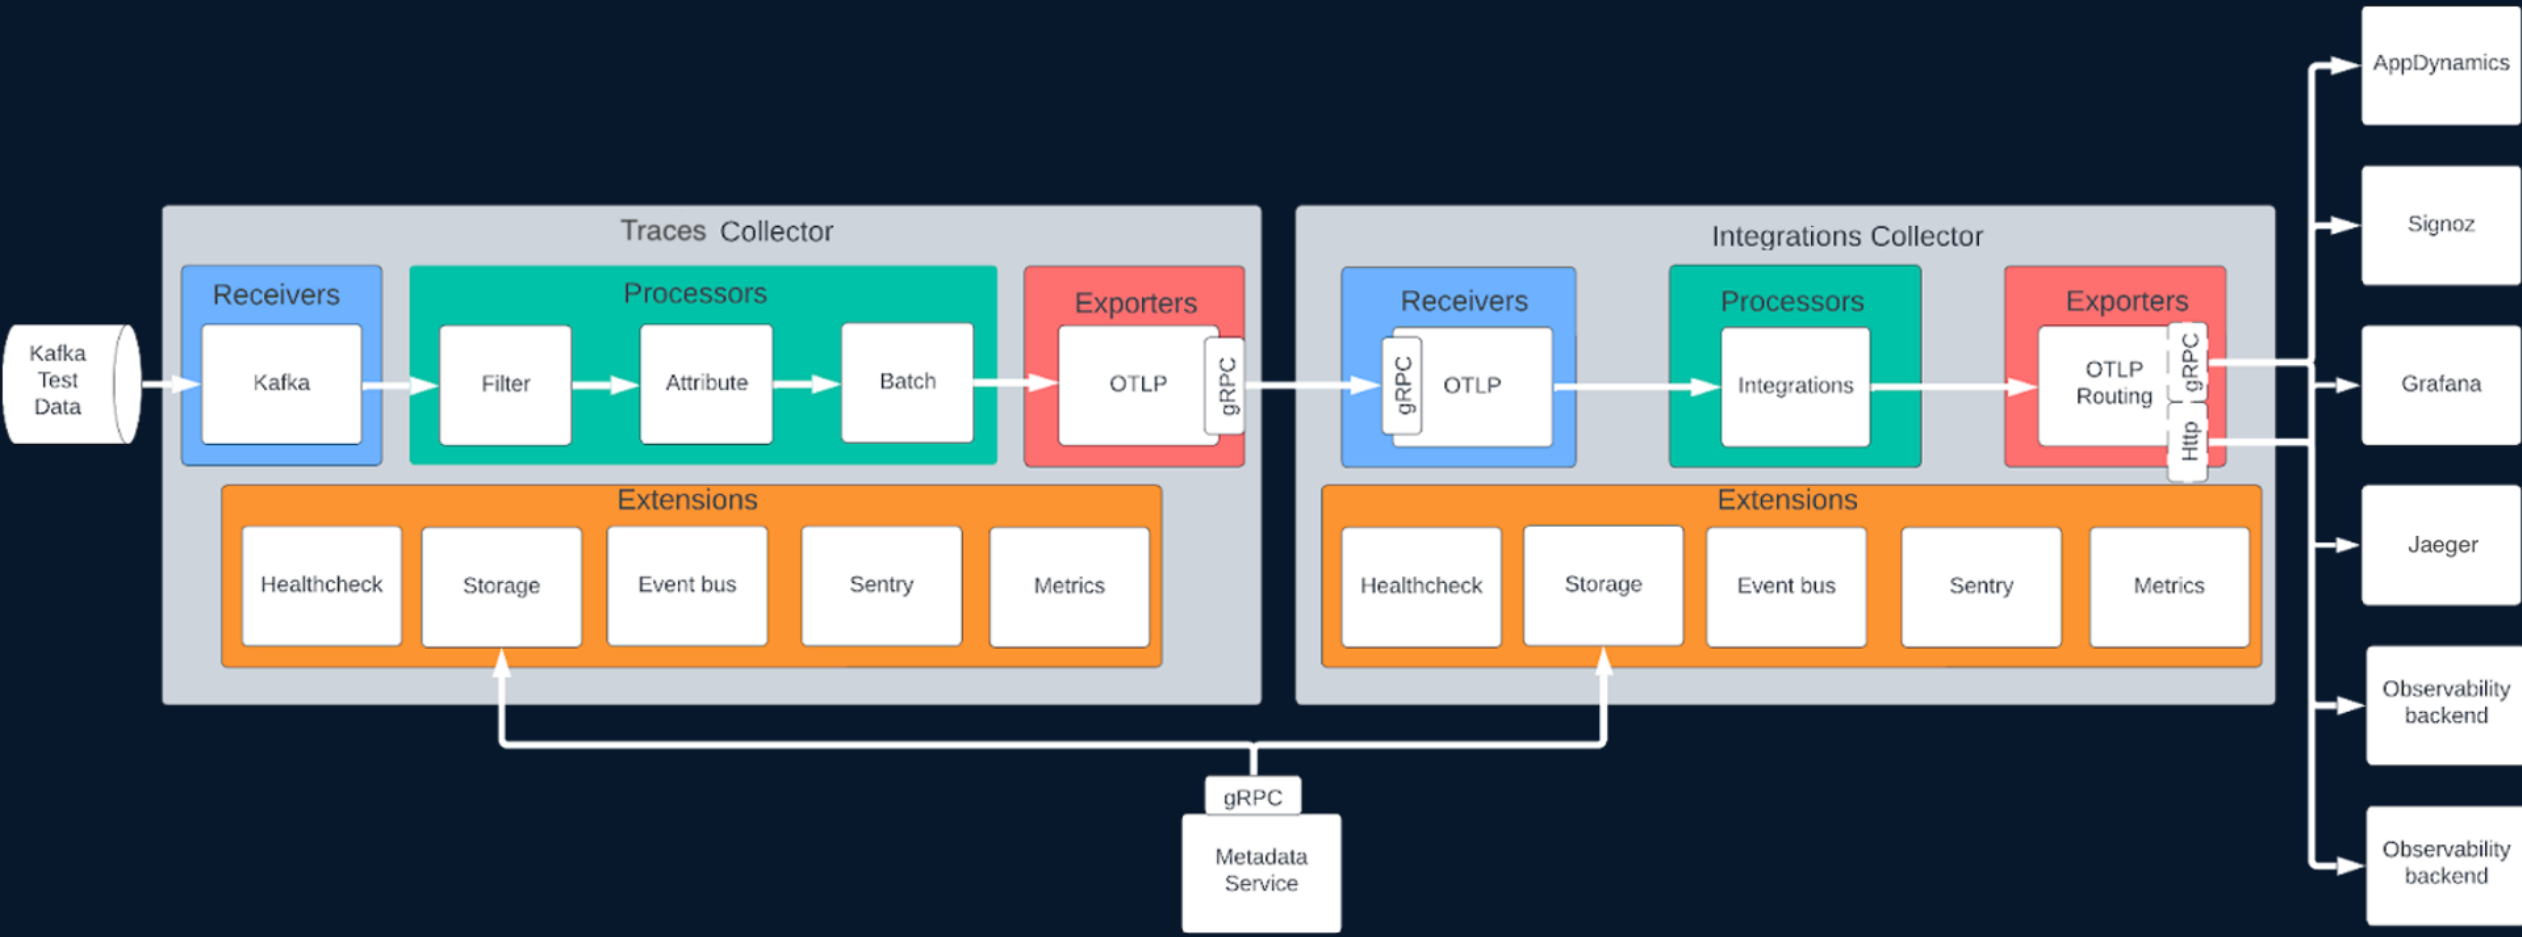 Kafka
Test
Data
Traces Collector
Receivers
Kafka
Processors
Filter
Attribute
Batch
Exporters
OTLP
gRPC
Extensions
Healthcheck
Storage
Event bus
Sentry
Metrics
Integrations Collector
Receivers
gRPC
OTLP
Processors
Integrations
Exporters
OTLP
Routing
gRPC
Http
Extensions
Healthcheck
Storage
Event bus
Sentry
Metrics
gRPC
Metadata
Service
AppDynamics
Signoz
Grafana
Jaeger
Observability
backend
Observability
backend